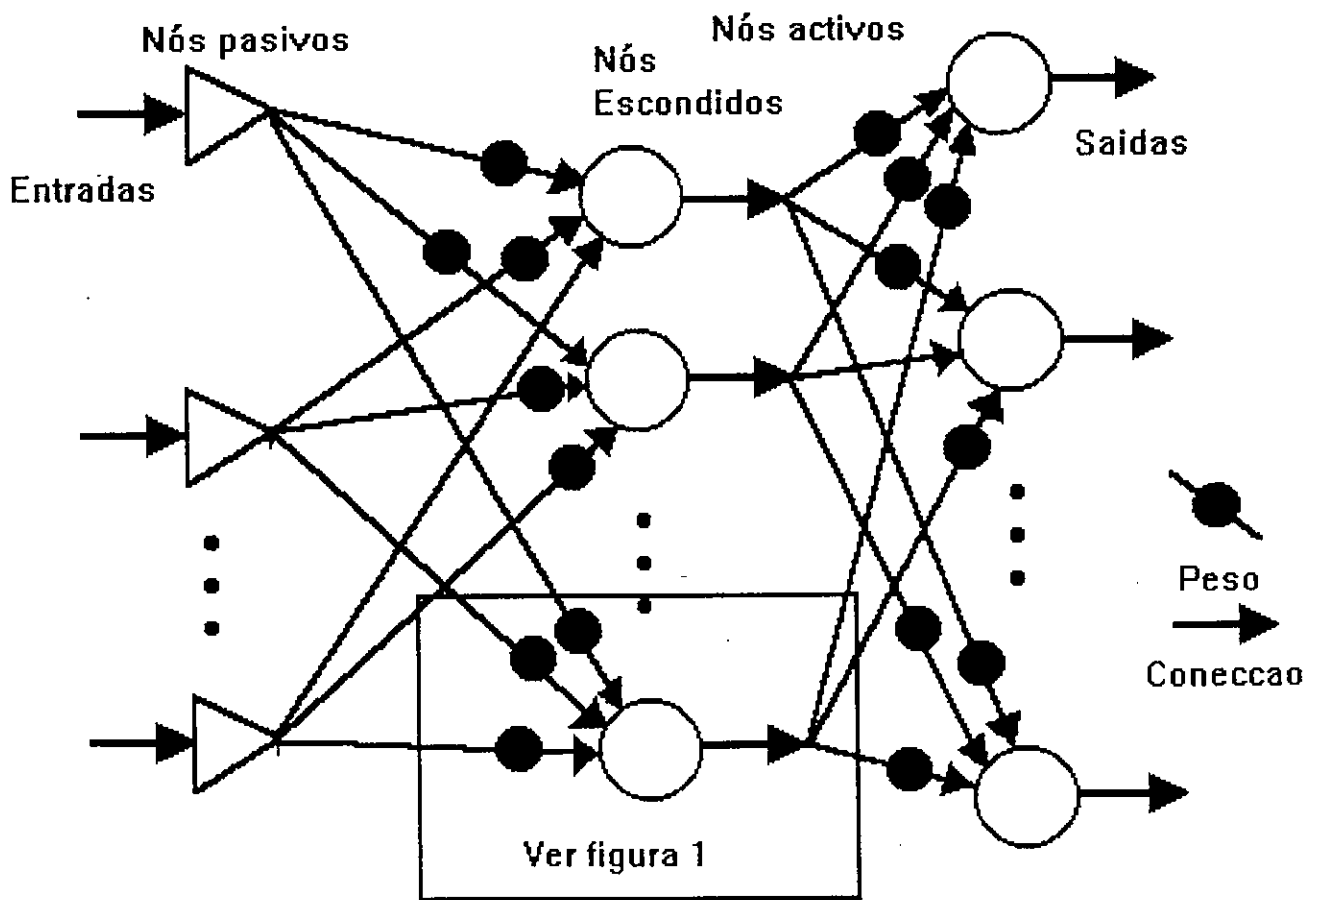 Nós pasivos
Nós activos
Nós
Escondidos
Saidas
Entradas
Peso
Coneccao
Ver figura 1